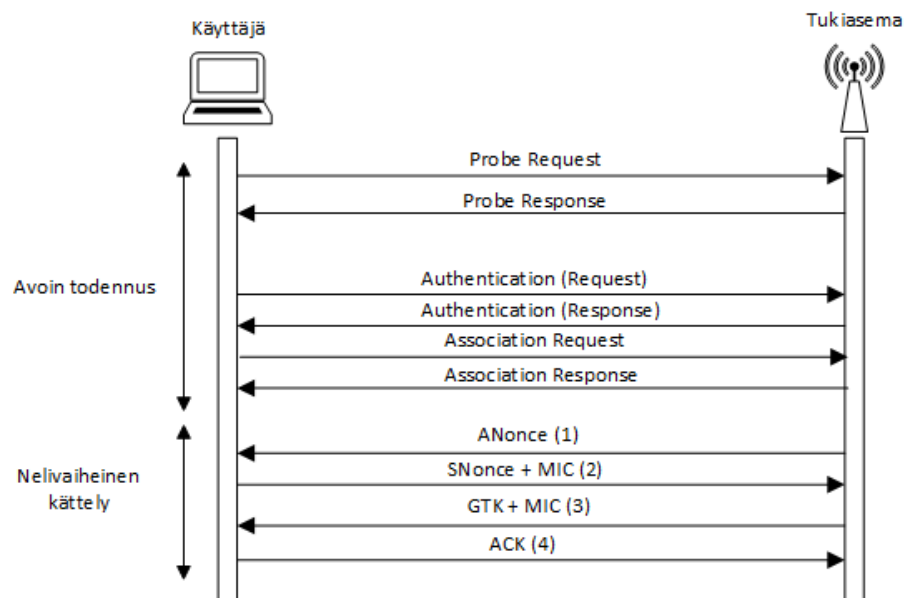 Käyttäjä
Tukiasema
Probe Request
Probe Response
Avoin todennus
Authentication (Request)
Authentication (Response)
Association Request
Association Response
Nelivaiheinen
kättely
ANonce (1)
SNonce + MIC (2)
GTK + MIC (3)
ACK (4)